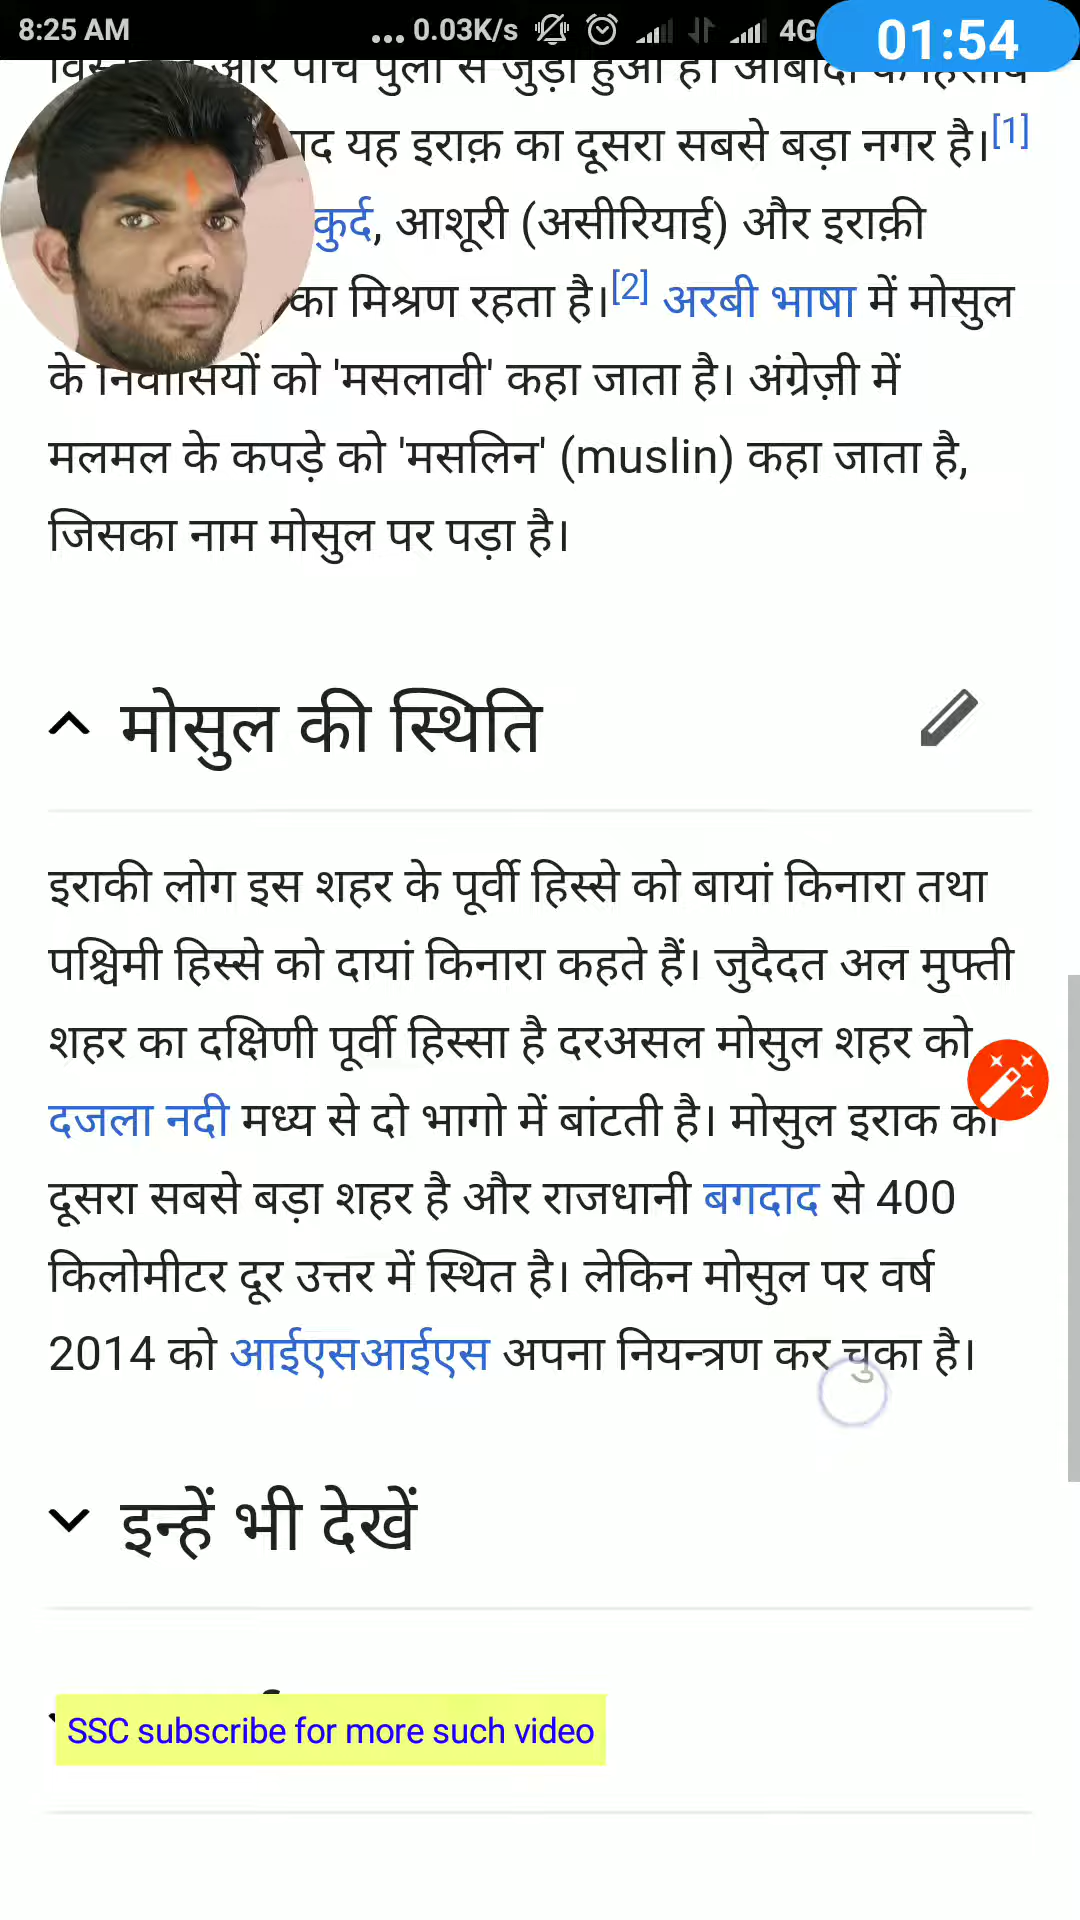 8:25 AM ... 0.03K/s 4G 01:54
और पांच पुलों से जुड़ा हुआ है। आबादी के हिसाब
यह इराक़ का दूसरा सबसे बड़ा नगर है।[1]
कुर्द, आशूरी (असीरियाई) और इराक़ी
का मिश्रण रहता है।[2] अरबी भाषा में मोसुल
के निवासियों को 'मसलावी' कहा जाता है। अंग्रेज़ी में
मलमल के कपड़े को 'मसलिन' (muslin) कहा जाता है,
जिसका नाम मोसुल पर पड़ा है।
मोसुल की स्थिति
इराकी लोग इस शहर के पूर्वी हिस्से को बायां किनारा तथा
पश्चिमी हिस्से को दायां किनारा कहते हैं। जुदैदत अल मुफ्ती
शहर का दक्षिणी पूर्वी हिस्सा है दरअसल मोसुल शहर को
दजला नदी मध्य से दो भागो में बांटती है। मोसुल इराक का
दूसरा सबसे बड़ा शहर है और राजधानी बगदाद से 400
किलोमीटर दूर उत्तर में स्थित है। लेकिन मोसुल पर वर्ष
2014 को आईएसआईएस अपना नियन्त्रण कर चुका है।
इन्हें भी देखें
SSC subscribe for more such video